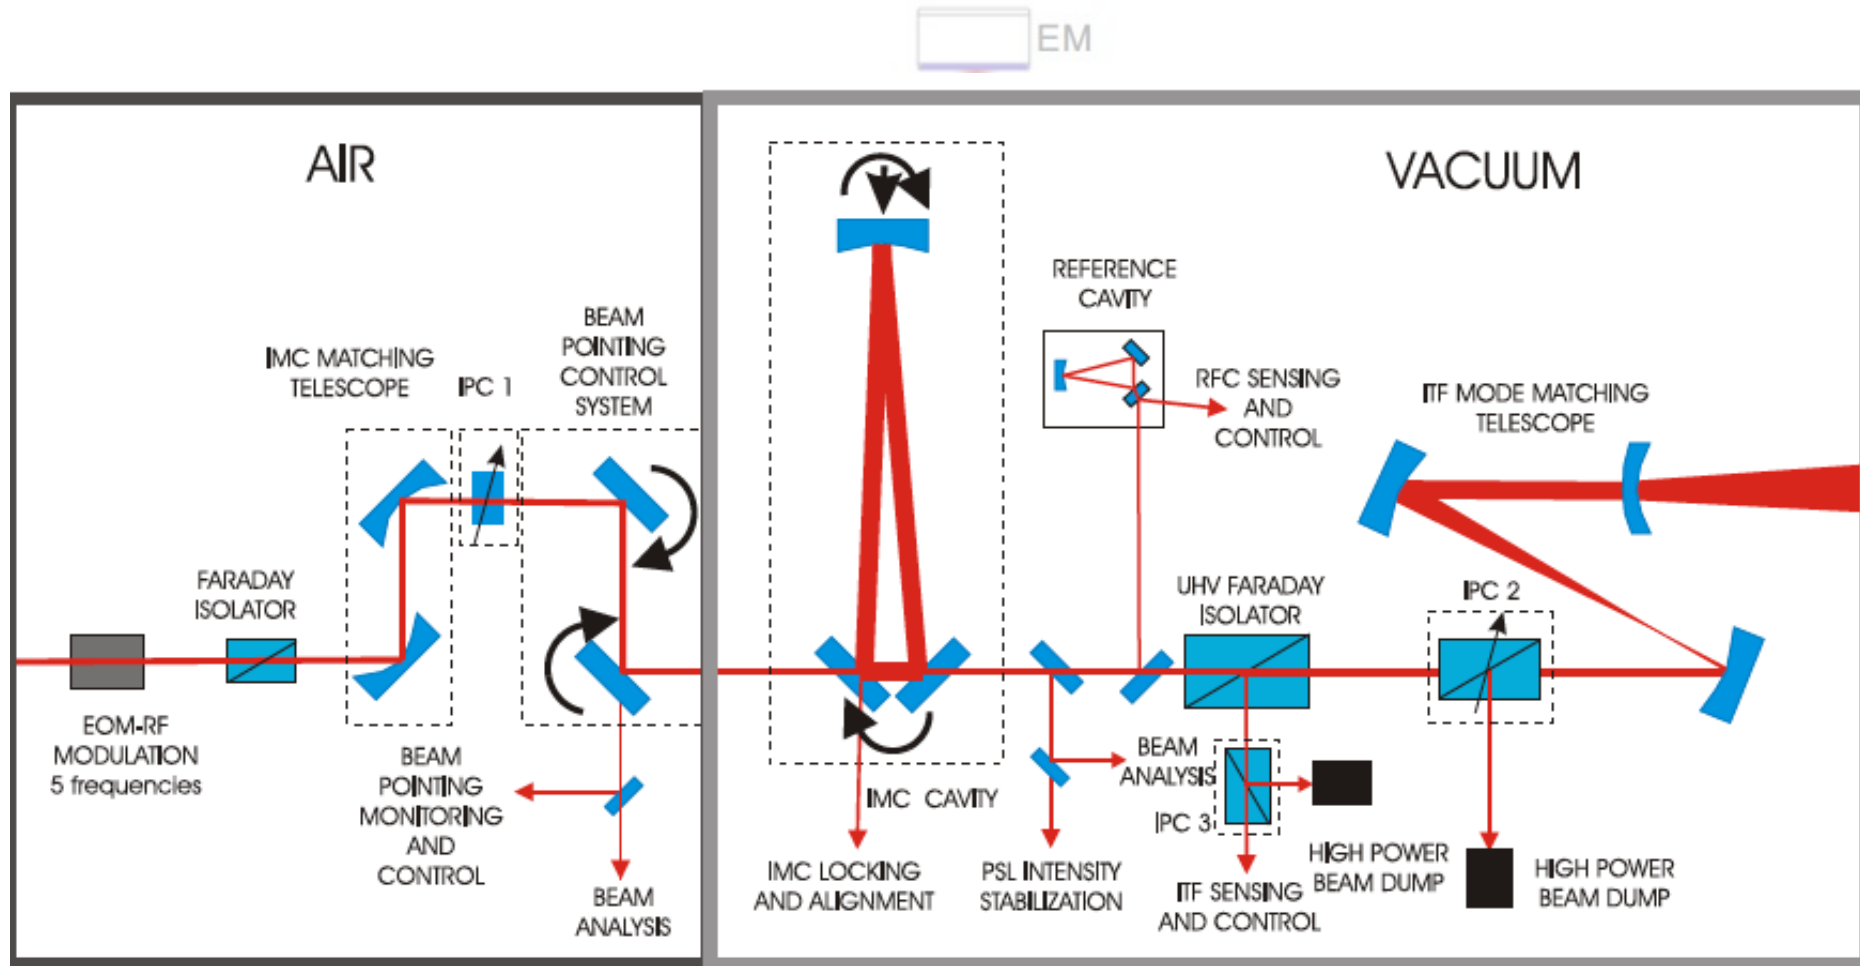 EM
AIR
VACUUM
REFERENCE
CAVITY
BEAM
POINTING
CONTROL
SYSTEM
IMC MATCHING
TELESCOPE
IPC 1
RFC SENSING
AND
CONTROL
ITF MODE MATCHING
TELESCOPE
FARADAY
ISOLATOR
UHV FARADAY
ISOLATOR
IPC 2
EOM-RF
MODULATION
5 frequencies
BEAM
POINTING
MONITORING
AND
CONTROL
BEAM
ANALYSIS
IMC CAVITY
IMC LOCKING
AND ALIGNMENT
BEAM
ANALYSIS
PSL INTENSITY
STABILIZATION
IPC 3
ITF SENSING
AND CONTROL
HIGH POWER
BEAM DUMP
HIGH POWER
BEAM DUMP